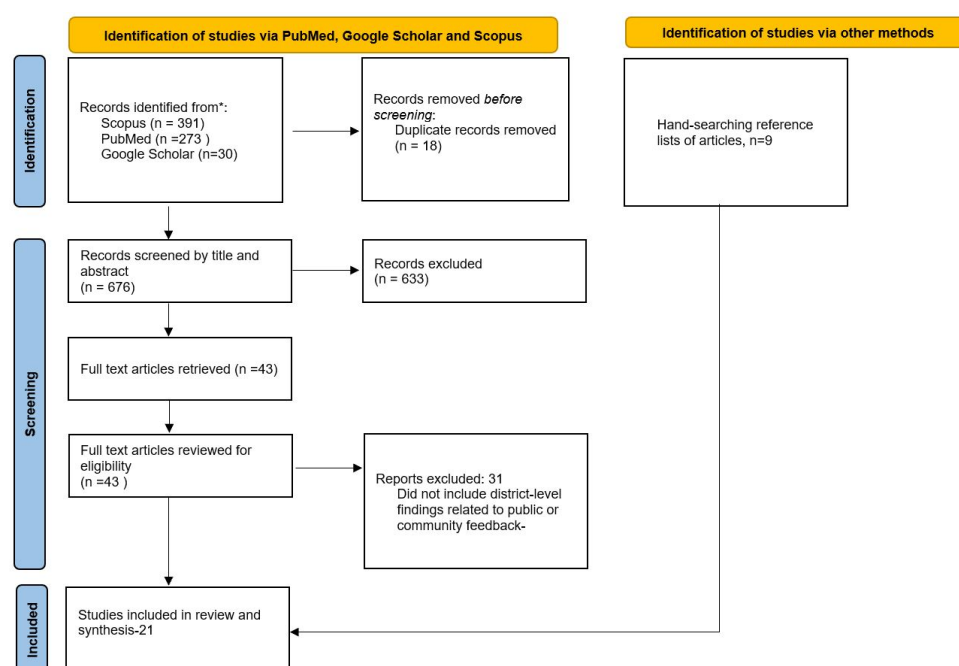 Identification of studies via PubMed, Google Scholar and Scopus
Identification of studies via other methods
Identification
Records identified from*:
Scopus (n = 391)
PubMed (n =273 )
Google Scholar (n=30)
Records removed before
screening:
Duplicate records removed
(n = 18)
Hand-searching reference
lists of articles, n=9
Screening
Records screened by title and
abstract
(n = 676)
Records excluded
(n = 633)
Full text articles retrieved (n =43)
Full text articles reviewed for
eligibility
(n =43 )
Reports excluded: 31
Did not include district-level
findings related to public or
community feedback-
Included
Studies included in review and
synthesis-21